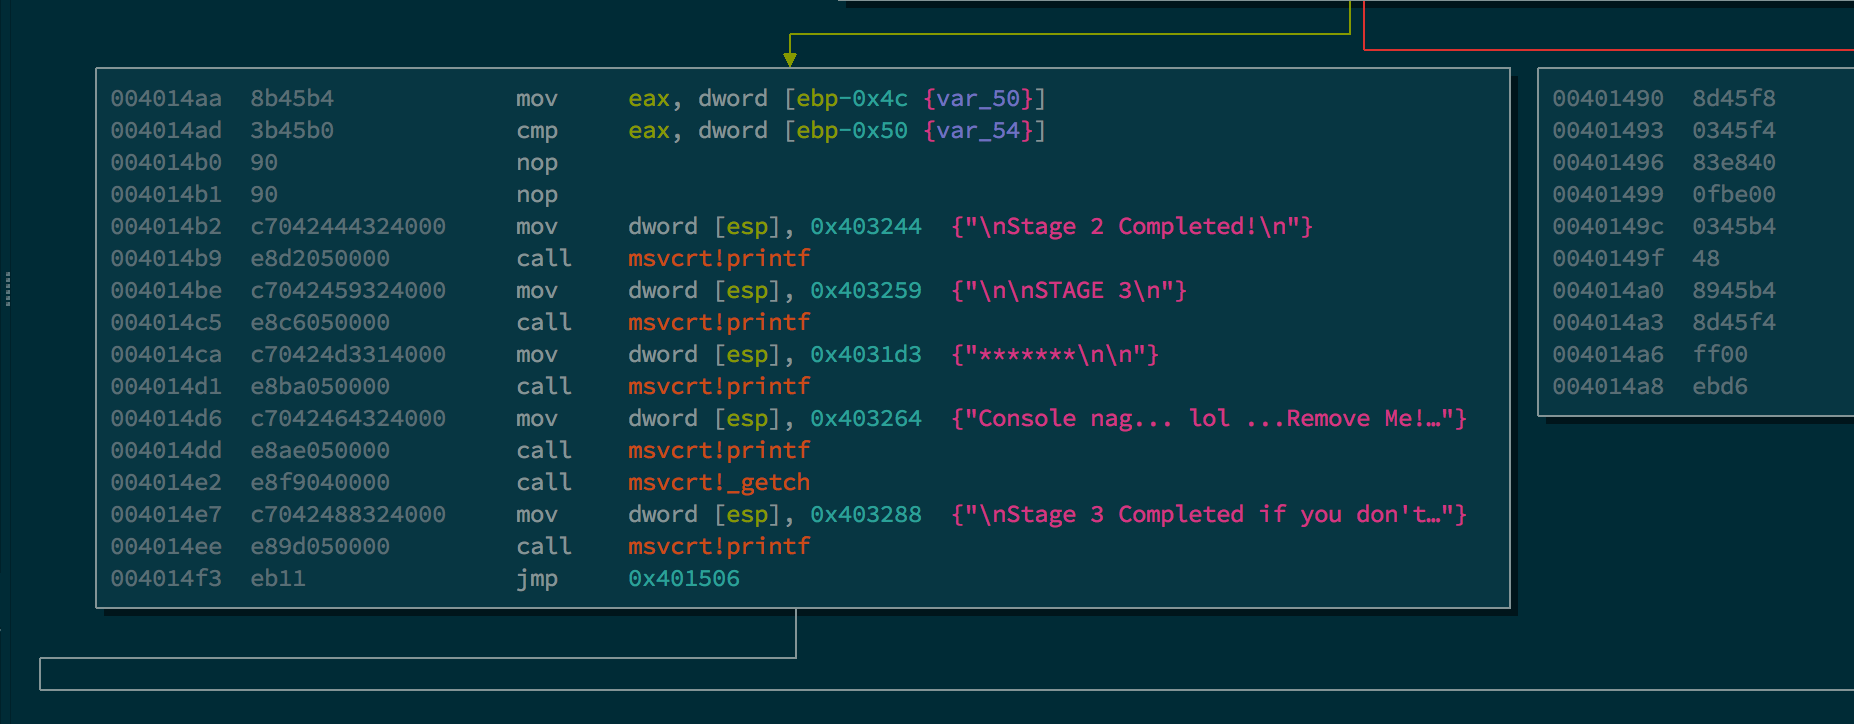 004014aa 8b45b4 mov eax, dword [ebp-0x4c {var_50}]
004014ad 3b45b0 cmp eax, dword [ebp-0x50 {var_54}]
004014b0 90 nop
004014b1 90 nop
004014b2 c7042444324000 mov dword [esp], 0x403244 {"\nStage 2 Completed!\n"}
004014b9 e8d2050000 call msvcrt!printf
004014be c7042459324000 mov dword [esp], 0x403259 {"\n\nSTAGE 3\n"}
004014c5 e8c6050000 call msvcrt!printf
004014ca c70424d3314000 mov dword [esp], 0x4031d3 {"*******\n\n"}
004014d1 e8ba050000 call msvcrt!printf
004014d6 c7042464324000 mov dword [esp], 0x403264 {"Console nag... lol ...Remove Me!…"}
004014dd e8ae050000 call msvcrt!printf
004014e2 e8f9040000 call msvcrt!_getch
004014e7 c7042488324000 mov dword [esp], 0x403288 {"\nStage 3 Completed if you don't…"}
004014ee e89d050000 call msvcrt!printf
004014f3 eb11 jmp 0x401506
00401490 8d45f8
00401493 0345f4
00401496 83e840
00401499 0fbe00
0040149c 0345b4
0040149f 48
004014a0 8945b4
004014a3 8d45f4
004014a6 ff00
004014a8 ebd6